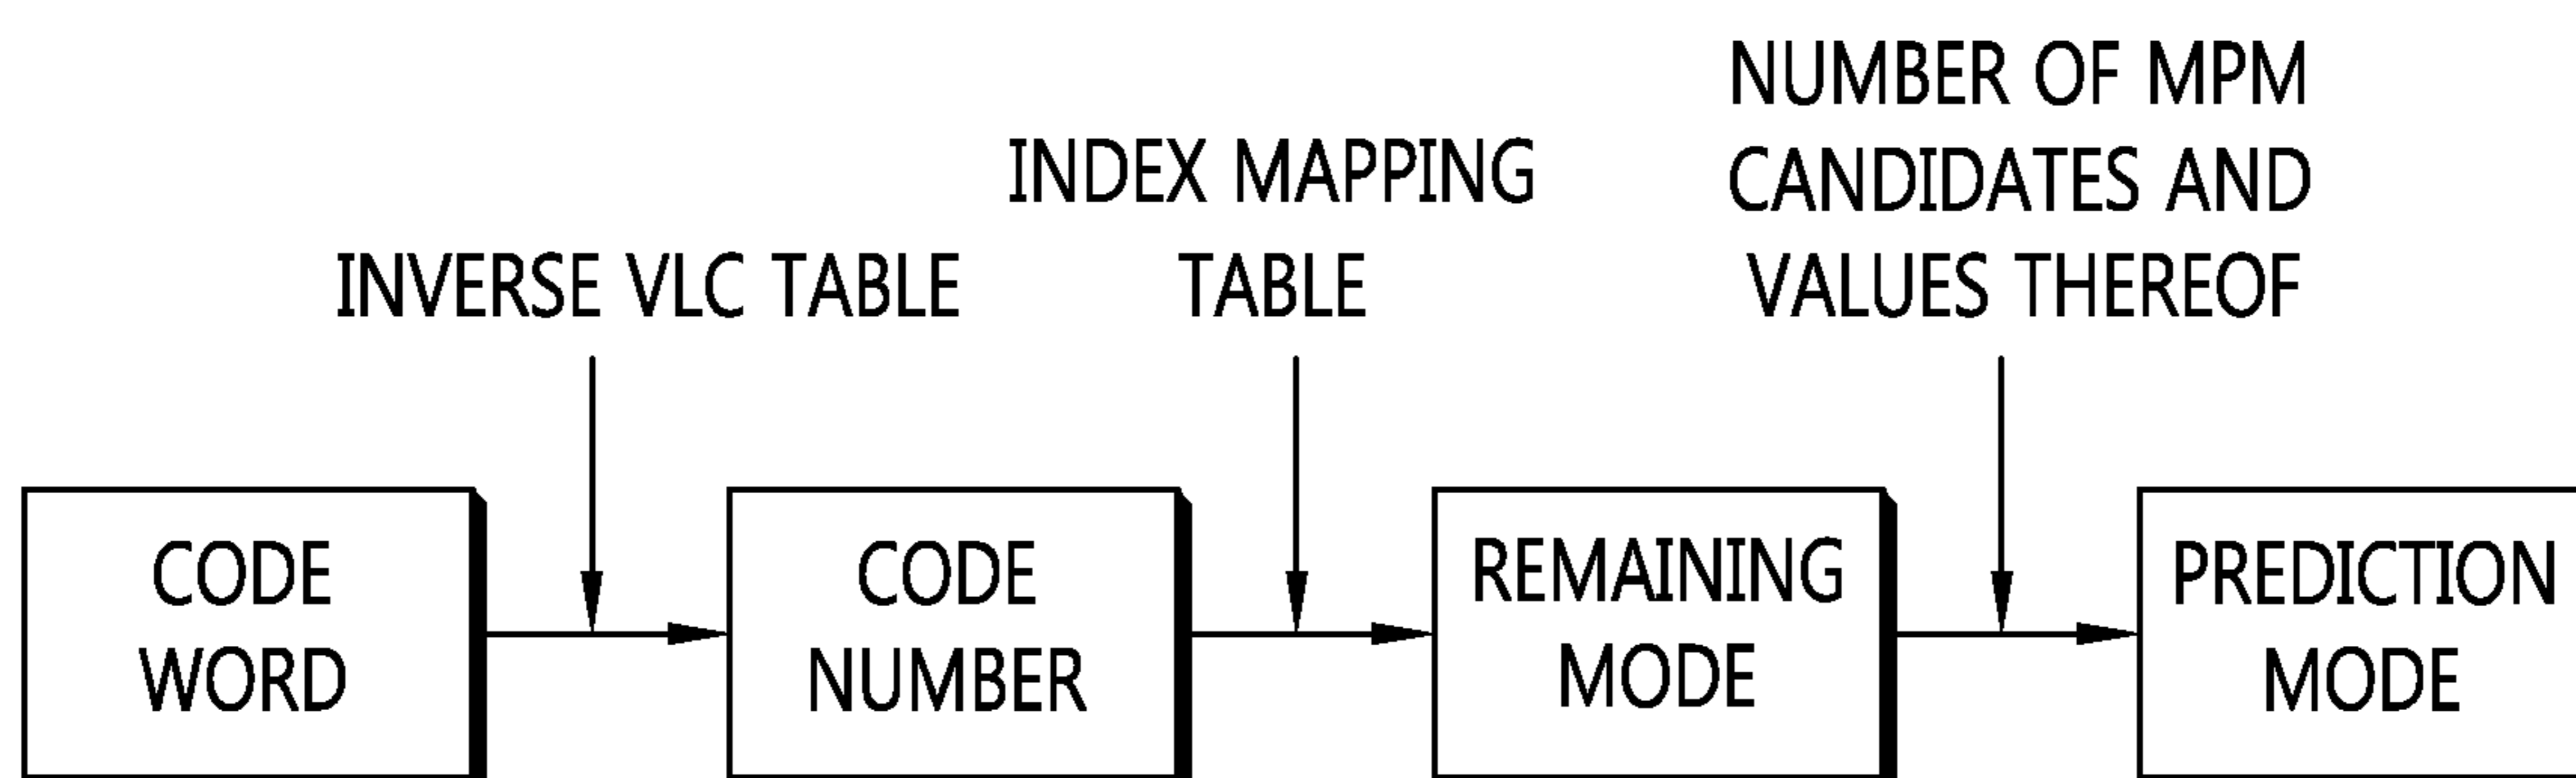 NUMBER OF MPM
CANDIDATES AND
VALUES THEREOF
INDEX MAPPING
TABLE
INVERSE VLC TABLE
CODE
WORD
CODE
NUMBER
REMAINING
MODE
PREDICTION
MODE